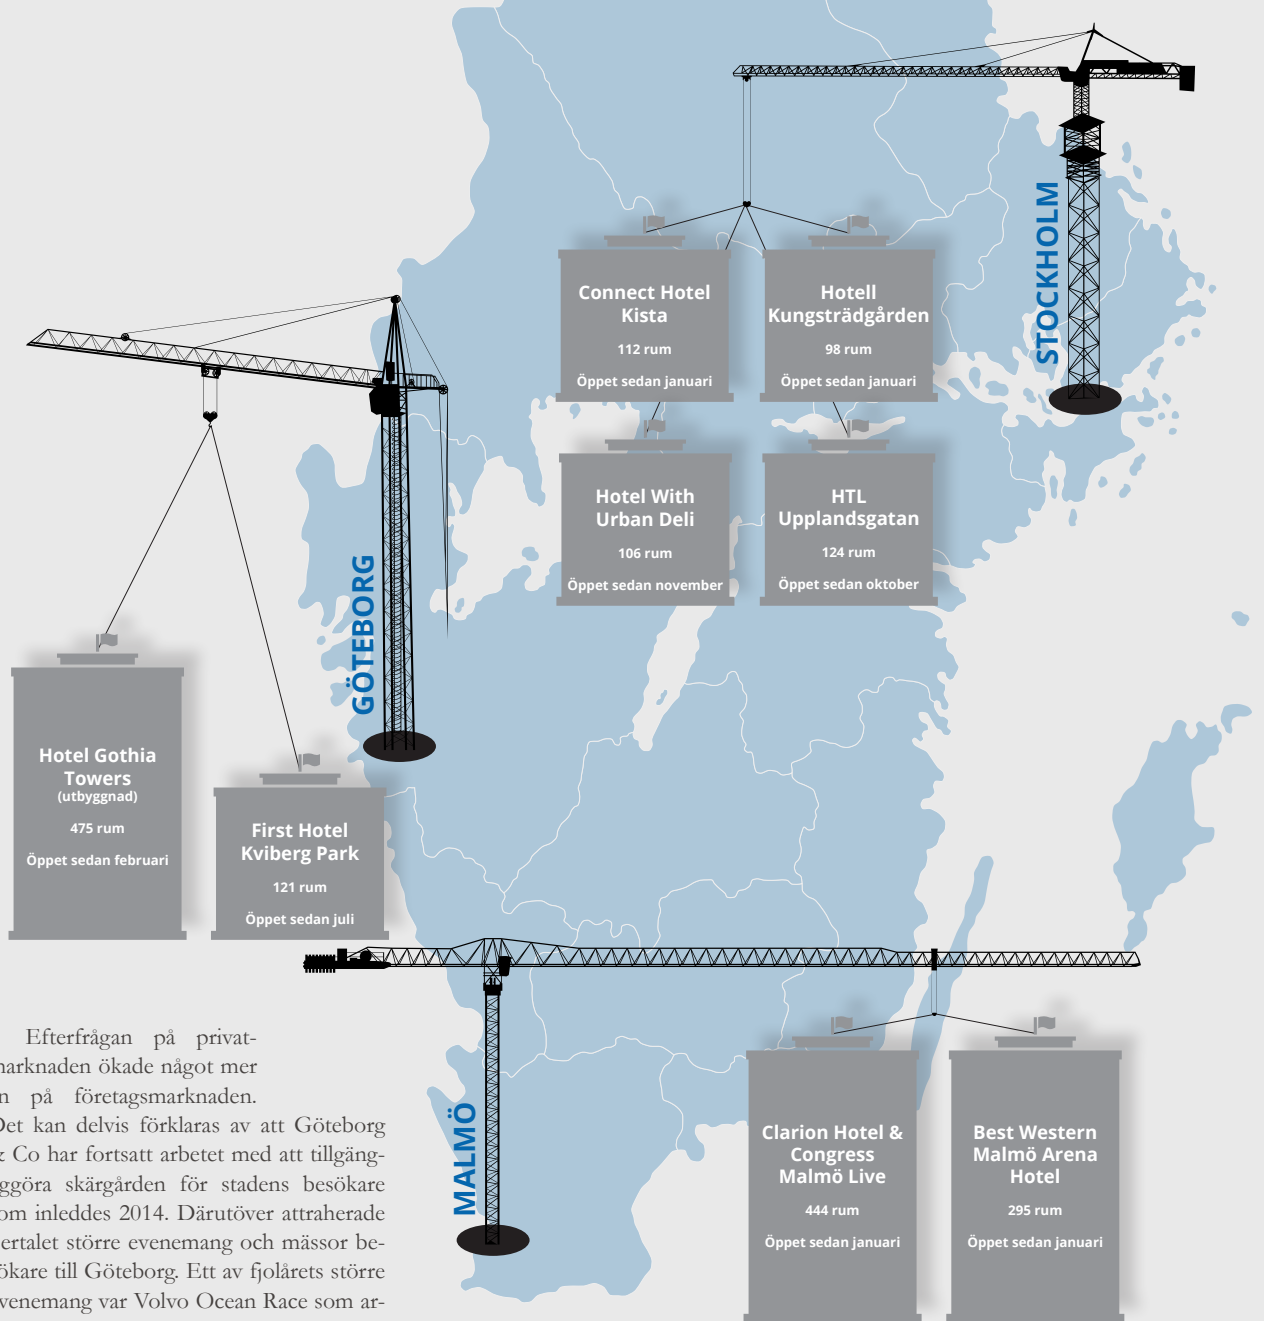 STOCKHOLM
Connect Hotel
Kista
112 rum
Öppet sedan januari
Hotell
Kungsträdgården
98 rum
Öppet sedan januari
Hotel With
Urban Deli
106 rum
Öppet sedan november
HTL
Upplandsgatan
124 rum
Öppet sedan oktober
GÖTEBORG
Hotel Gothia
Towers
(utbyggnad)
475 rum
Öppet sedan februari
First Hotel
Kviberg Park
121 rum
Öppet sedan juli
MALMÖ
Clarion Hotel &
Congress
Malmö Live
444 rum
Öppet sedan januari
Best Western
Malmö Arena
Hotel
295 rum
Öppet sedan januari
Efterfrågan på privat-
marknaden ökade något mer
än på företagsmarknaden.
Det kan delvis förklaras av att Göteborg
& Co har fortsatt arbetet med att tillgäng-
ggöra skärgården för stadens besökare
om inleddes 2014. Därutöver attraherade
ertalet större evenemang och mässor be-
ökare till Göteborg. Ett av fjolårets större
venemang var Volvo Ocean Race som ar-